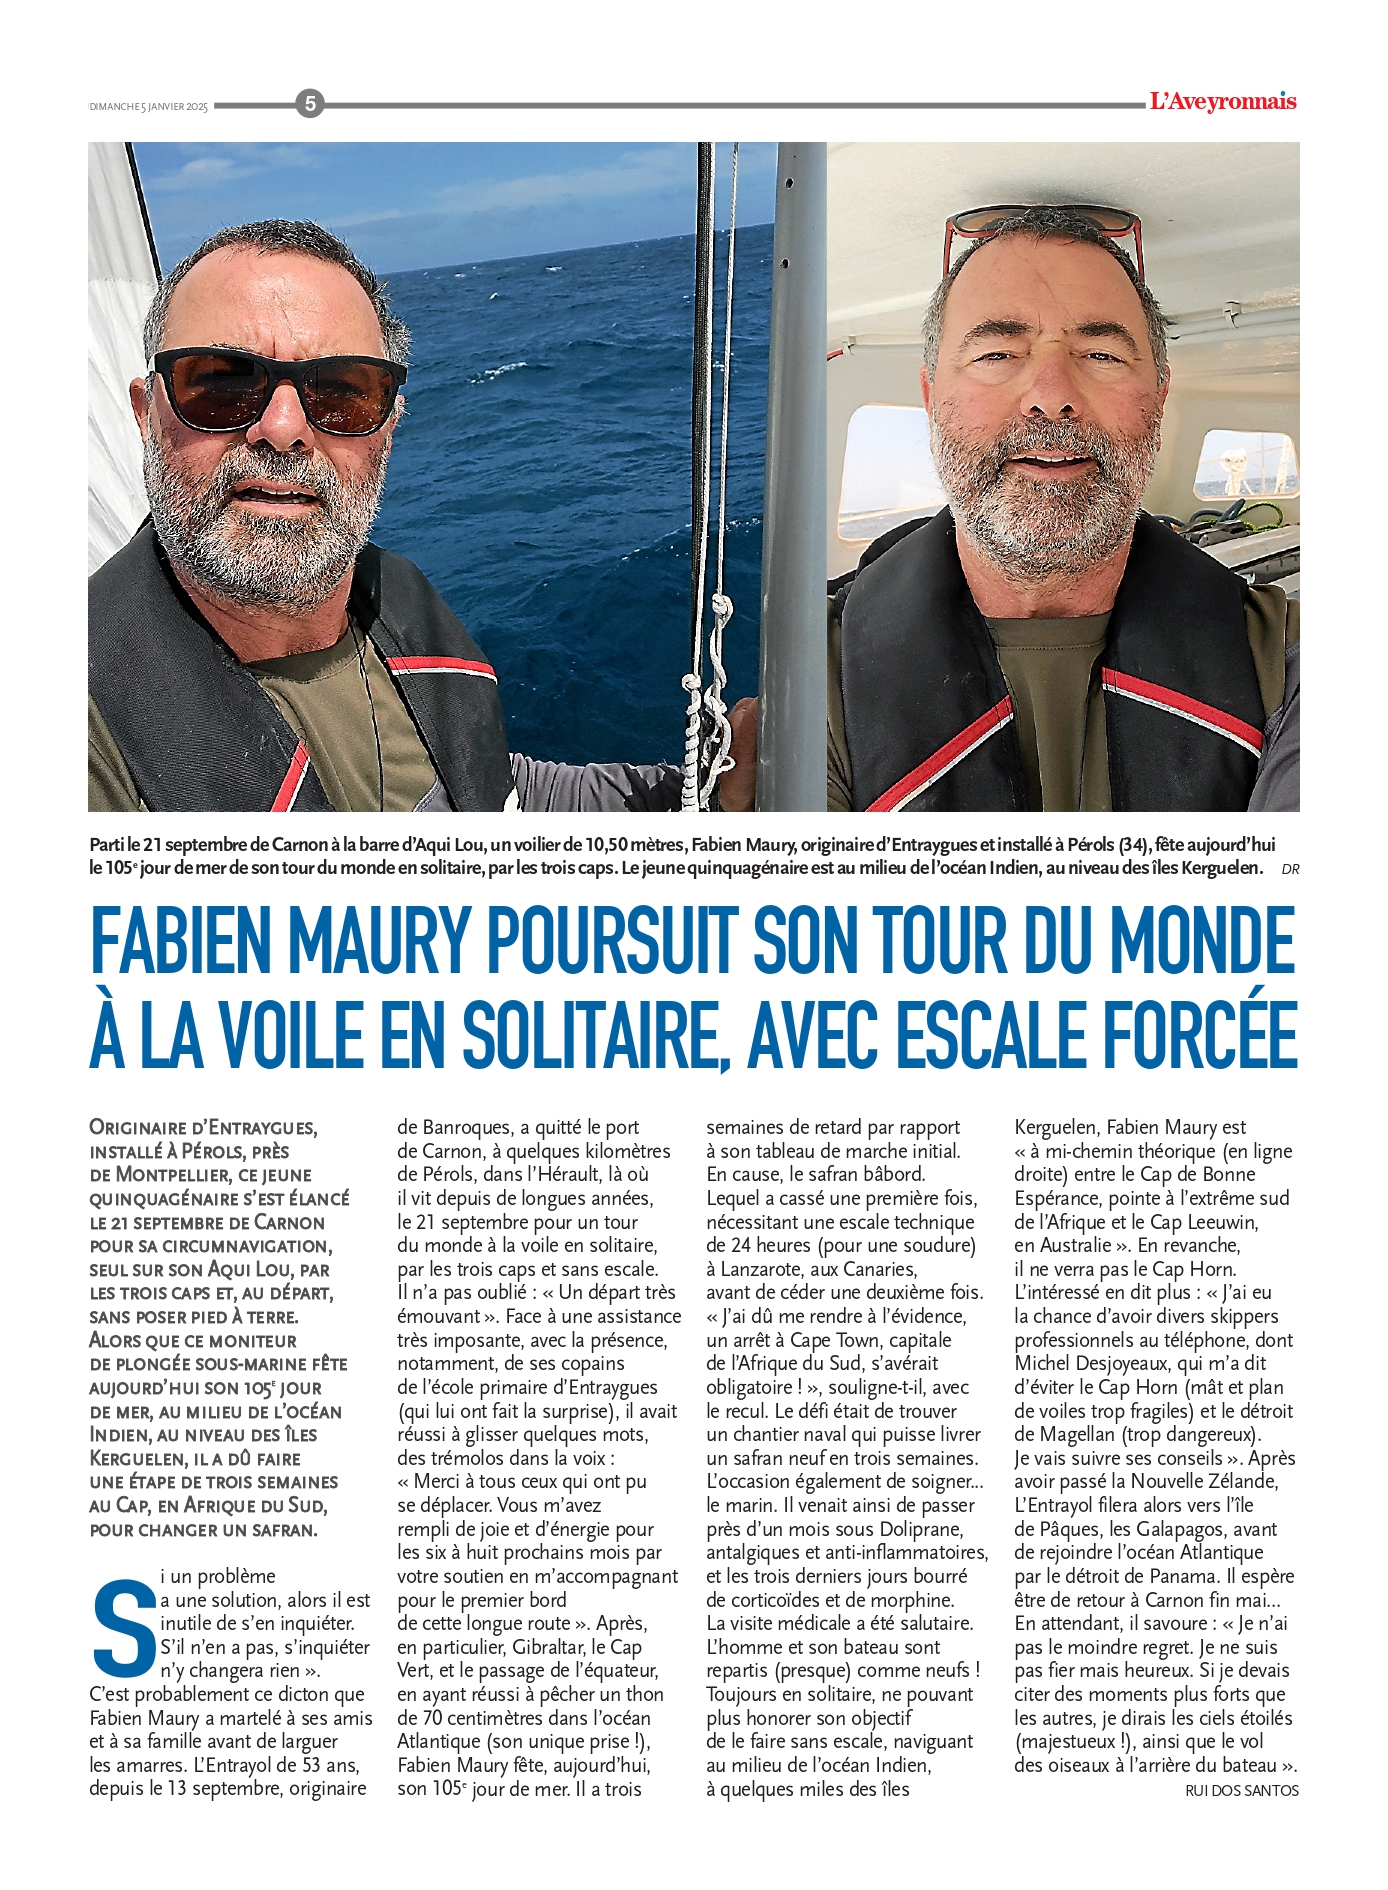 DIMANCHE 5 JANVIER 2025
5
L'Aveyronnais
Parti le 21 septembre de Carnon à la barre d'Aqui Lou, un voilier de 10,50 mètres, Fabien Maury, originaire d'Entraygues et installé à Pérols (34), fête aujourd'hui
le 105e jour de mer de son tour du monde en solitaire, par les trois caps. Le jeune quinquagénaire est au milieu de l'océan Indien, au niveau des îles Kerguelen. DR
FABIEN MAURY POURSUIT SON TOUR DU MONDE
À LA VOILE EN SOLITAIRE, AVEC ESCALE FORCÉE
ORIGINAIRE D'ENTRAYGUES,
INSTALLÉ À PÉROLS, PRÈS
DE MONTPELLIER, CE JEUNE
QUINQUAGÉNAIRE S'EST ÉLANCÉ
LE 21 SEPTEMBRE DE CARNON
POUR SA CIRCUMNAVIGATION,
SEUL SUR SON AQUI LOU, PAR
LES TROIS CAPS ET, AU DÉPART,
SANS POSER PIED À TERRE.
ALORS QUE CE MONITEUR
DE PLONGÉE SOUS-MARINE FÊTE
AUJOURD'HUI SON 105E JOUR
DE MER, AU MILIEU DE L'OCÉAN
INDIEN, AU NIVEAU DES ÎLES
KERGUELEN, IL A DÛ FAIRE
UNE ÉTAPE DE TROIS SEMAINES
AU CAP, EN AFRIQUE DU SUD,
POUR CHANGER UN SAFRAN.
Si un problème
a une solution, alors il est
inutile de s'en inquiéter.
S'il n'en a pas, s'inquiéter
n'y changera rien ».
C'est probablement ce dicton que
Fabien Maury a martelé à ses amis
et à sa famille avant de larguer
les amarres. L'Entrayol de 53 ans,
depuis le 13 septembre, originaire
de Banroques, a quitté le port
de Carnon, à quelques kilomètres
de Pérols, dans l'Hérault, là où
il vit depuis de longues années,
le 21 septembre pour un tour
du monde à la voile en solitaire,
par les trois caps et sans escale.
Il n'a pas oublié : « Un départ très
émouvant ». Face à une assistance
très imposante, avec la présence,
notamment, de ses copains
de l'école primaire d'Entraygues
(qui lui ont fait la surprise), il avait
réussi à glisser quelques mots,
des trémolos dans la voix :
« Merci à tous ceux qui ont pu
se déplacer. Vous m'avez
rempli de joie et d'énergie pour
les six à huit prochains mois par
votre soutien en m'accompagnant
pour le premier bord
de cette longue route ». Après,
en particulier, Gibraltar, le Cap
Vert, et le passage de l'équateur,
en ayant réussi à pêcher un thon
de 70 centimètres dans l'océan
Atlantique (son unique prise !),
Fabien Maury fête, aujourd'hui,
son 105e jour de mer. Il a trois
semaines de retard par rapport
à son tableau de marche initial.
En cause, le safran bâbord.
Lequel a cassé une première fois,
nécessitant une escale technique
de 24 heures (pour une soudure)
à Lanzarote, aux Canaries,
avant de céder une deuxième fois.
« J'ai dû me rendre à l'évidence,
un arrêt à Cape Town, capitale
de l'Afrique du Sud, s'avérait
obligatoire ! », souligne-t-il, avec
le recul. Le défi était de trouver
un chantier naval qui puisse livrer
un safran neuf en trois semaines.
L'occasion également de soigner...
le marin. Il venait ainsi de passer
près d'un mois sous Doliprane,
antalgiques et anti-inflammatoires,
et les trois derniers jours bourré
de corticoïdes et de morphine.
La visite médicale a été salutaire.
L'homme et son bateau sont
repartis (presque) comme neufs !
Toujours en solitaire, ne pouvant
plus honorer son objectif
de le faire sans escale, naviguant
au milieu de l'océan Indien,
à quelques miles des îles
Kerguelen, Fabien Maury est
« à mi-chemin théorique (en ligne
droite) entre le Cap de Bonne
Espérance, pointe à l'extrême sud
de l'Afrique et le Cap Leeuwin,
en Australie ». En revanche,
il ne verra pas le Cap Horn.
L'intéressé en dit plus : « J'ai eu
la chance d'avoir divers skippers
professionnels au téléphone, dont
Michel Desjoyeaux, qui m'a dit
d'éviter le Cap Horn (mât et plan
de voiles trop fragiles) et le détroit
de Magellan (trop dangereux).
Je vais suivre ses conseils ». Après
avoir passé la Nouvelle Zélande,
L'Entrayol filera alors vers l'île
de Pâques, les Galapagos, avant
de rejoindre l'océan Atlantique
par le détroit de Panama. Il espère
être de retour à Carnon fin mai...
En attendant, il savoure : « Je n'ai
pas le moindre regret. Je ne suis
pas fier mais heureux. Si je devais
citer des moments plus forts que
les autres, je dirais les ciels étoilés
(majestueux !), ainsi que le vol
des oiseaux à l'arrière du bateau ».
RUI DOS SANTOS